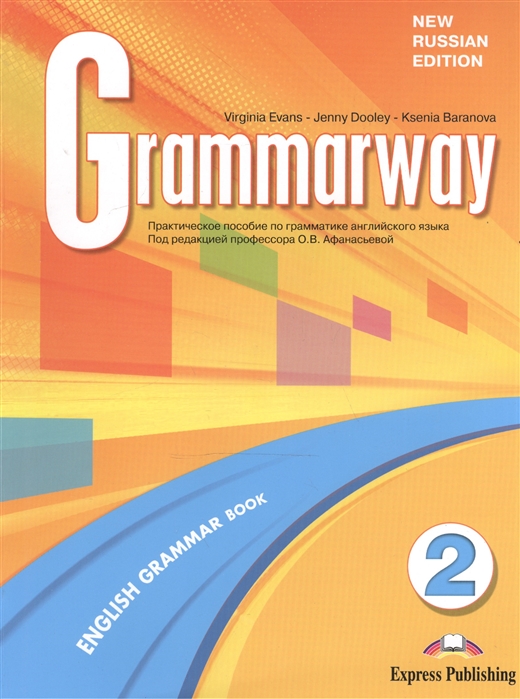 NEW
RUSSIAN
EDITION
Virginia Evans - Jenny Dooley - Ksenia Baranova
Grammarway
Практическое пособие по грамматике английского языка
Под редакцией профессора О.В. Афанасьевой
ENGLISH GRAMMAR BOOK
2
Express Publishing